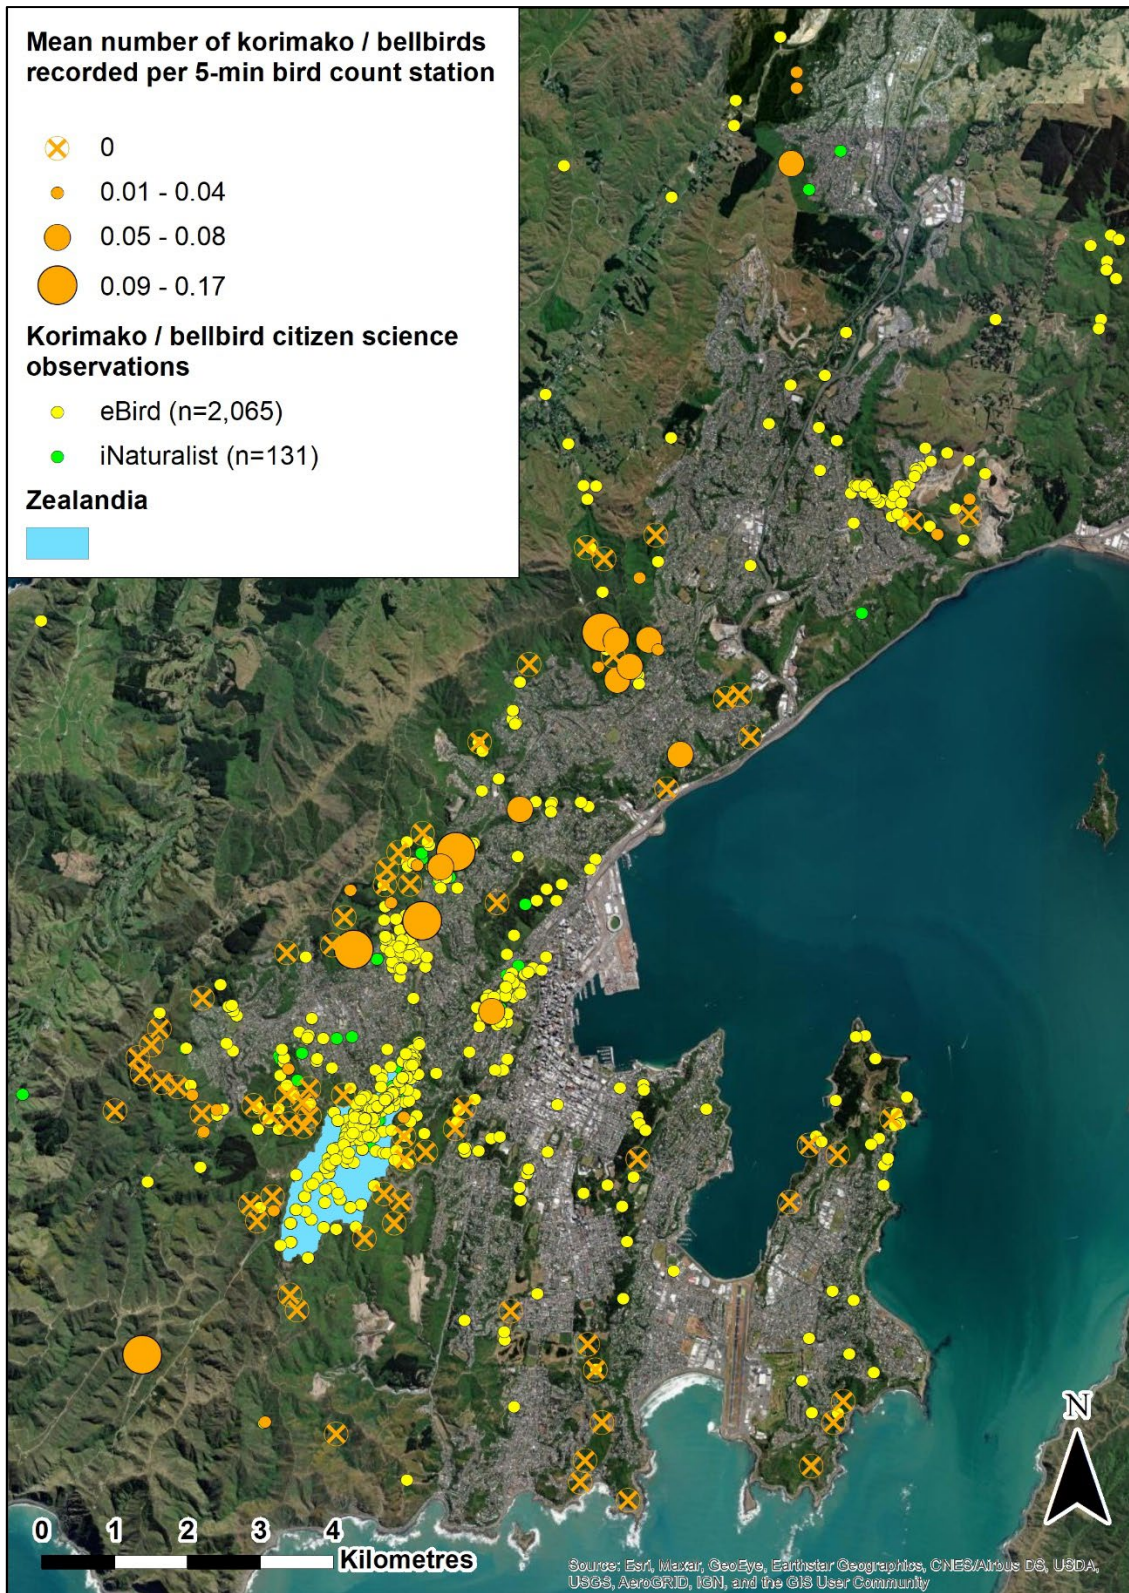 Mean number of korimako / bellbirds
recorded per 5-min bird count station
0
0.01 - 0.04
0.05 - 0.08
0.09 - 0.17
Korimako / bellbird citizen science
observations
eBird (n=2,065)
iNaturalist (n=131)
Zealandia
N
0 1 2 3 4
Kilometres
Source: Esri, Maxar, GeoEye, Earthstar Geographics, CNES/Airbus DS, USDA,
USGS, AeroGRID, IGN, and the GIS User Community